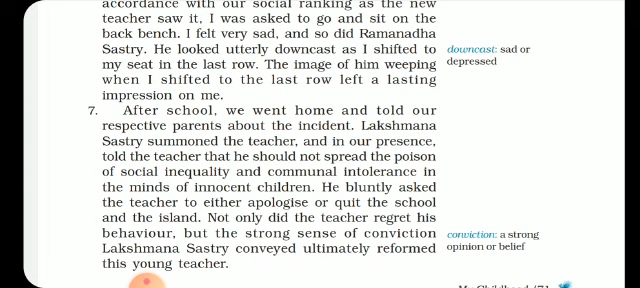 accordance with our social ranking as the new
teacher saw it, I was asked to go and sit on the
back bench. I felt very sad, and so did Ramanadha
Sastry. He looked utterly downcast as I shifted to
my seat in the last row. The image of him weeping
when I shifted to the last row left a lasting
impression on me.
downcast: sad or
depressed
7. After school, we went home and told our
respective parents about the incident. Lakshmana
Sastry summoned the teacher, and in our presence,
told the teacher that he should not spread the poison
of social inequality and communal intolerance in
the minds of innocent children. He bluntly asked
the teacher to either apologise or quit the school
and the island. Not only did the teacher regret his
behaviour, but the strong sense of conviction
Lakshmana Sastry conveyed ultimately reformed
this young teacher.
conviction: a strong
opinion or belief
My Childhood /71